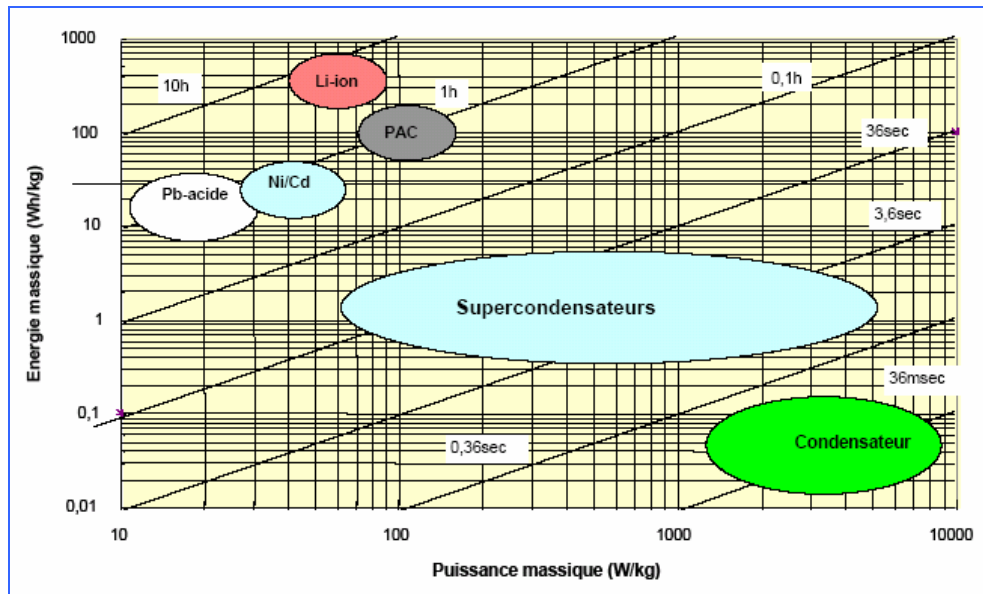 1000
Li-ion
0,1h
10h
1h
100
PAC
36sec
Ni/Cd
Pb-acide
3,6sec
10
Supercondensateurs
1
36msec
0,1
0,36sec
Condensateur
0,01
10
100
1000
10000
Energie massique (Wh/kg)
Puissance massique (W/kg)